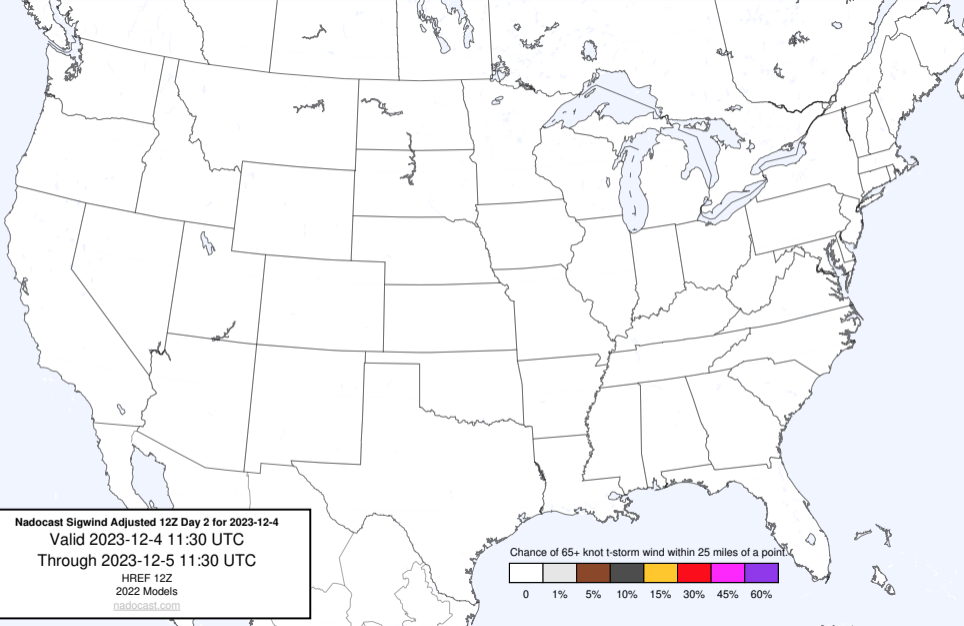 Nadocast Sigwind Adjusted 12Z Day 2 for 2023-12-4
Valid 2023-12-4 11:30 UTC
Through 2023-12-5 11:30 UTC
HREF 12Z
2022 Models
nadocast.com
Chance of 65+ knot t-storm wind within 25 miles of a point.
0 1% 5% 10% 15% 30% 45% 60%